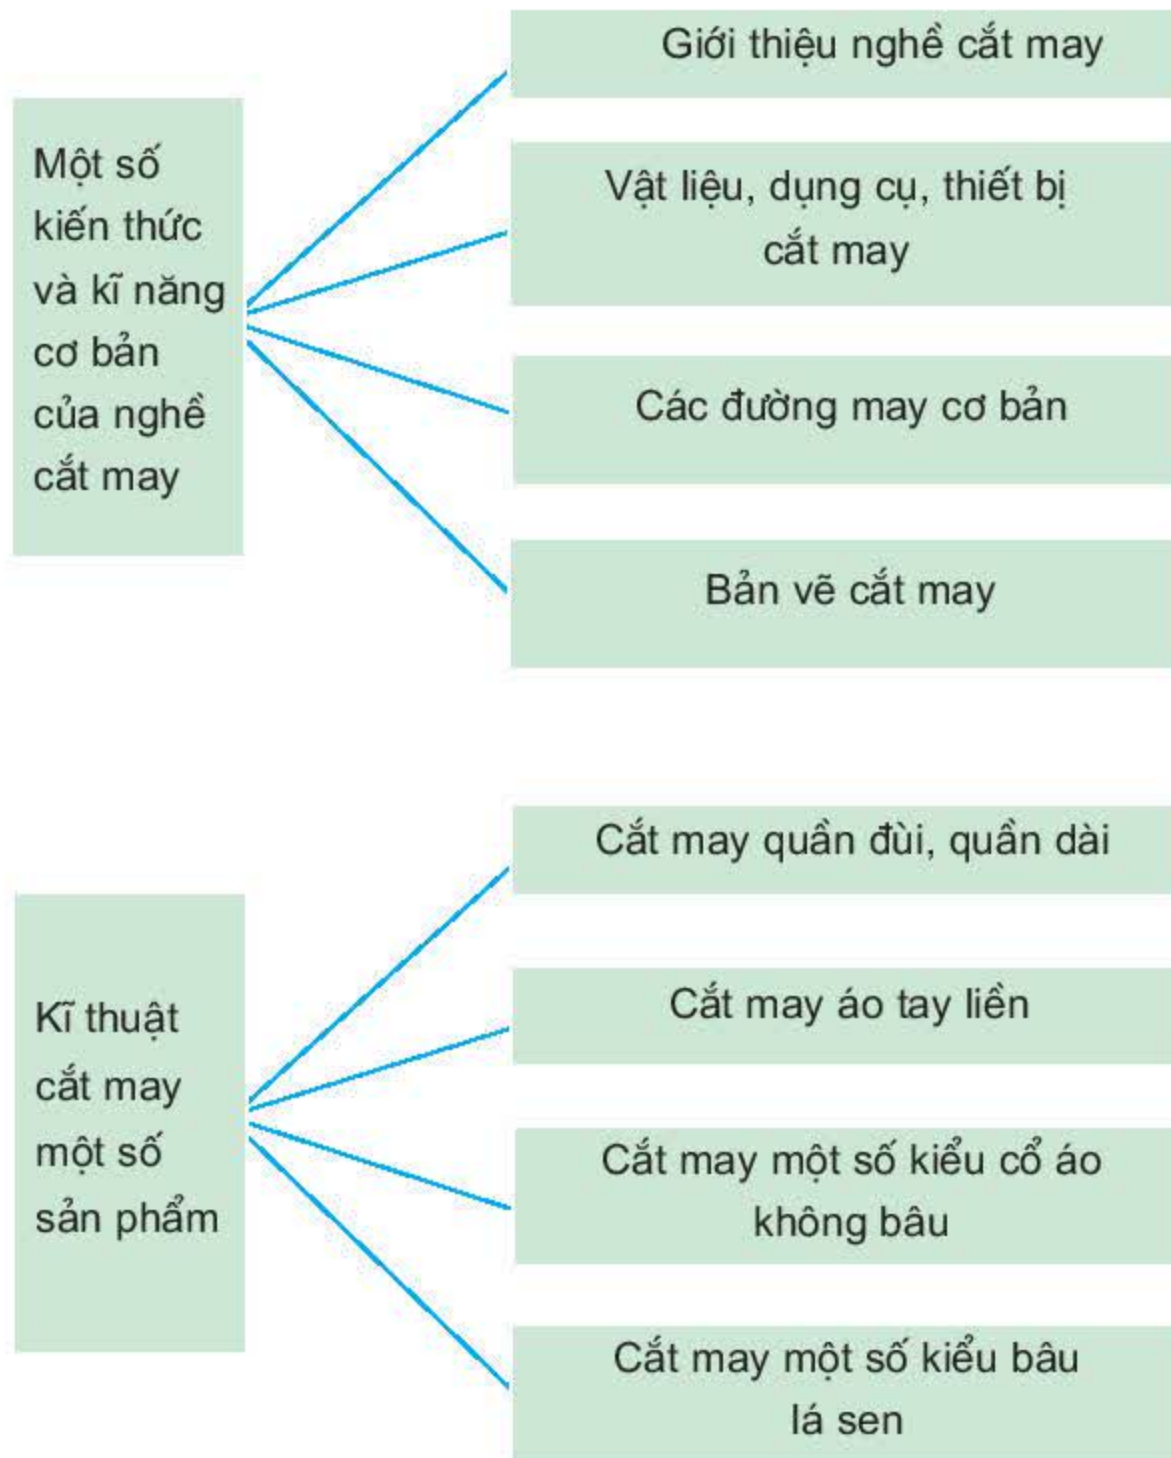 Một số
kiến thức
và kĩ năng
cơ bản
của nghề
cắt may
Giới thiệu nghề cắt may
Vật liệu, dụng cụ, thiết bị
cắt may
Các đường may cơ bản
Bản vẽ cắt may
Kĩ thuật
cắt may
một số
sản phẩm
Cắt may quần đùi, quần dài
Cắt may áo tay liền
Cắt may một số kiểu cổ áo
không bâu
Cắt may một số kiểu bâu
lá sen